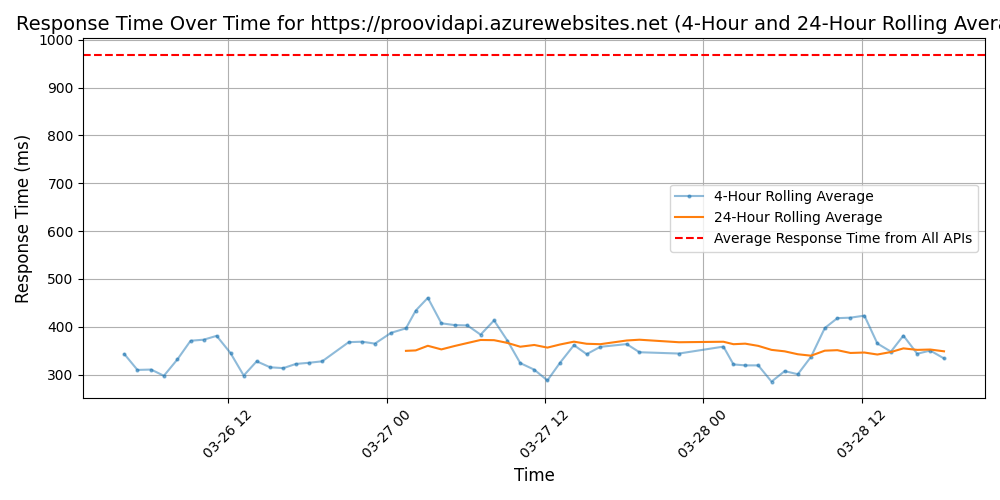 Response Time Over Time for https://proovidapi.azurewebsites.net (4-Hour and 24-Hour Rolling Avera
Response Time (ms)
1000
900
800
700
600
500
400
300
4-Hour Rolling Average
24-Hour Rolling Average
Average Response Time from All APIs
03-26 12
03-27 00
03-27 12
03-28 00
03-28 12
Time